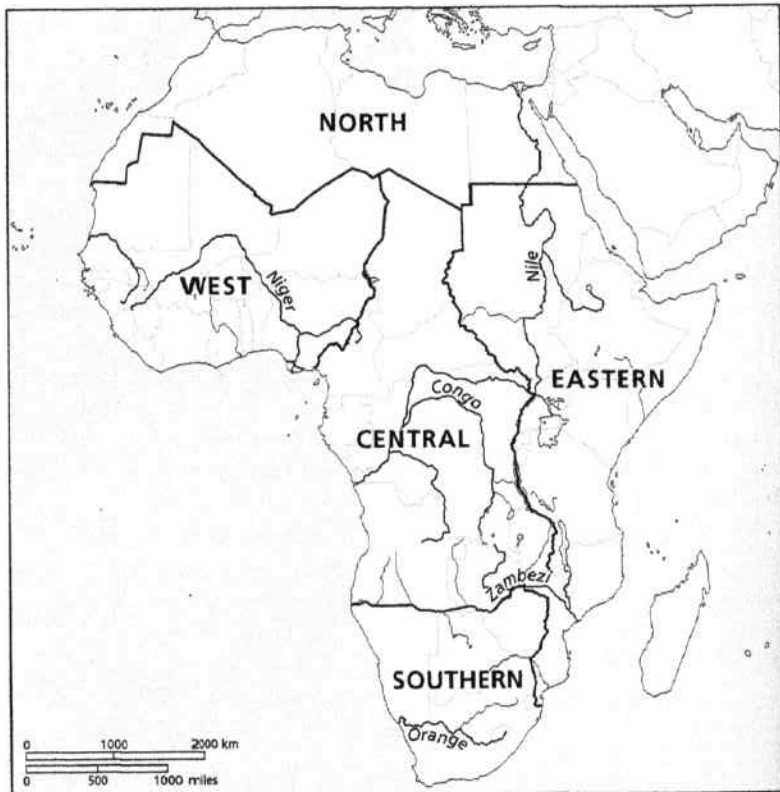 NORTH
WEST
Niger
Nile
EASTERN
Congo
CENTRAL
Zambezi
SOUTHERN
Orange
0 1000 2000 km
0 500 1000 miles